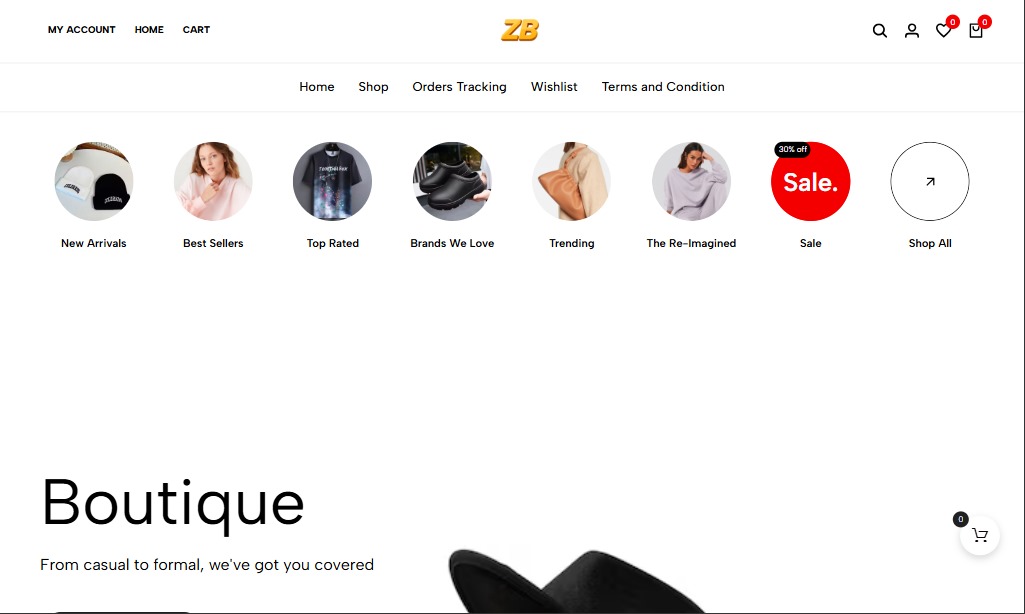 MY ACCOUNT HOME CART
ZB
0 0
Home Shop Orders Tracking Wishlist Terms and Condition
30% off
Sale.
New Arrivals Best Sellers Top Rated Brands We Love Trending The Re-Imagined Sale Shop All
Boutique
0
From casual to formal, we've got you covered